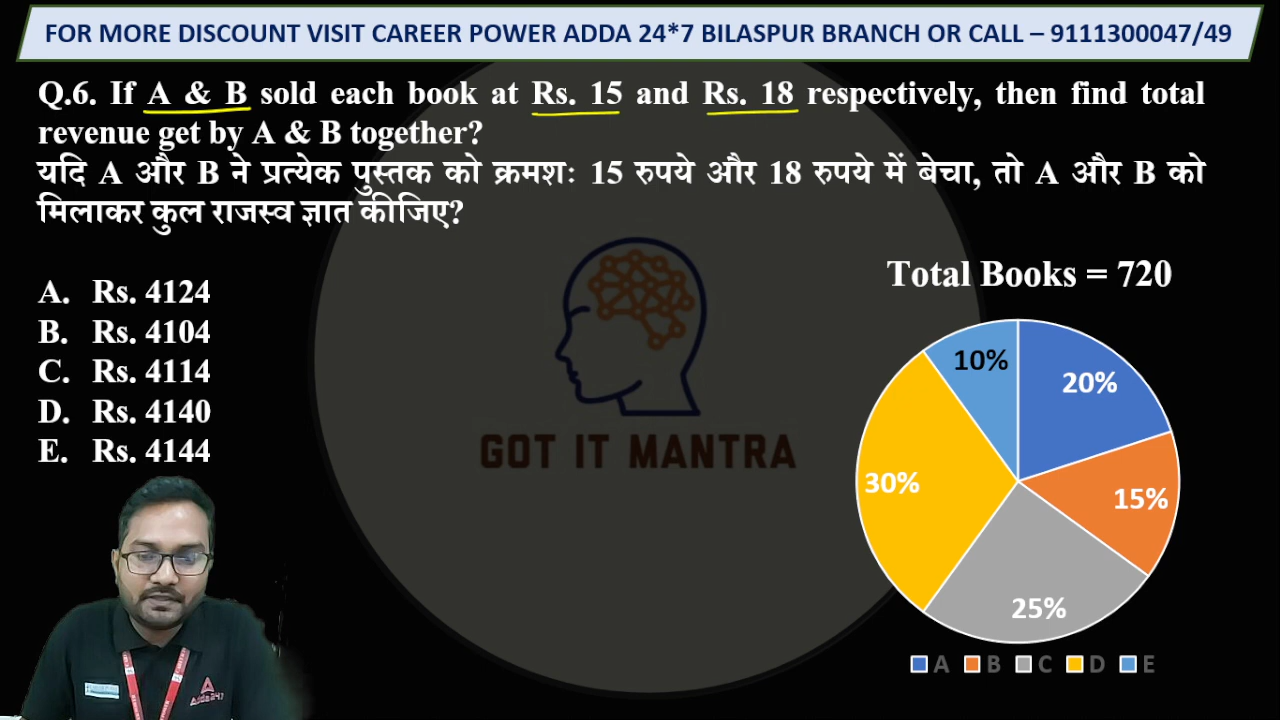 FOR MORE DISCOUNT VISIT CAREER POWER ADDA 24*7 BILASPUR BRANCH OR CALL – 9111300047/49
Q.6. If A & B sold each book at Rs. 15 and Rs. 18 respectively, then find total
revenue get by A & B together?
यदि A और B ने प्रत्येक पुस्तक को क्रमशः 15 रुपये और 18 रुपये में बेचा, तो A और B को
मिलाकर कुल राजस्व ज्ञात कीजिए?
A. Rs. 4124
B. Rs. 4104
C. Rs. 4114
D. Rs. 4140
E. Rs. 4144
GOT IT MANTRA
Total Books = 720
10%
20%
30%
15%
25%
A B C D E